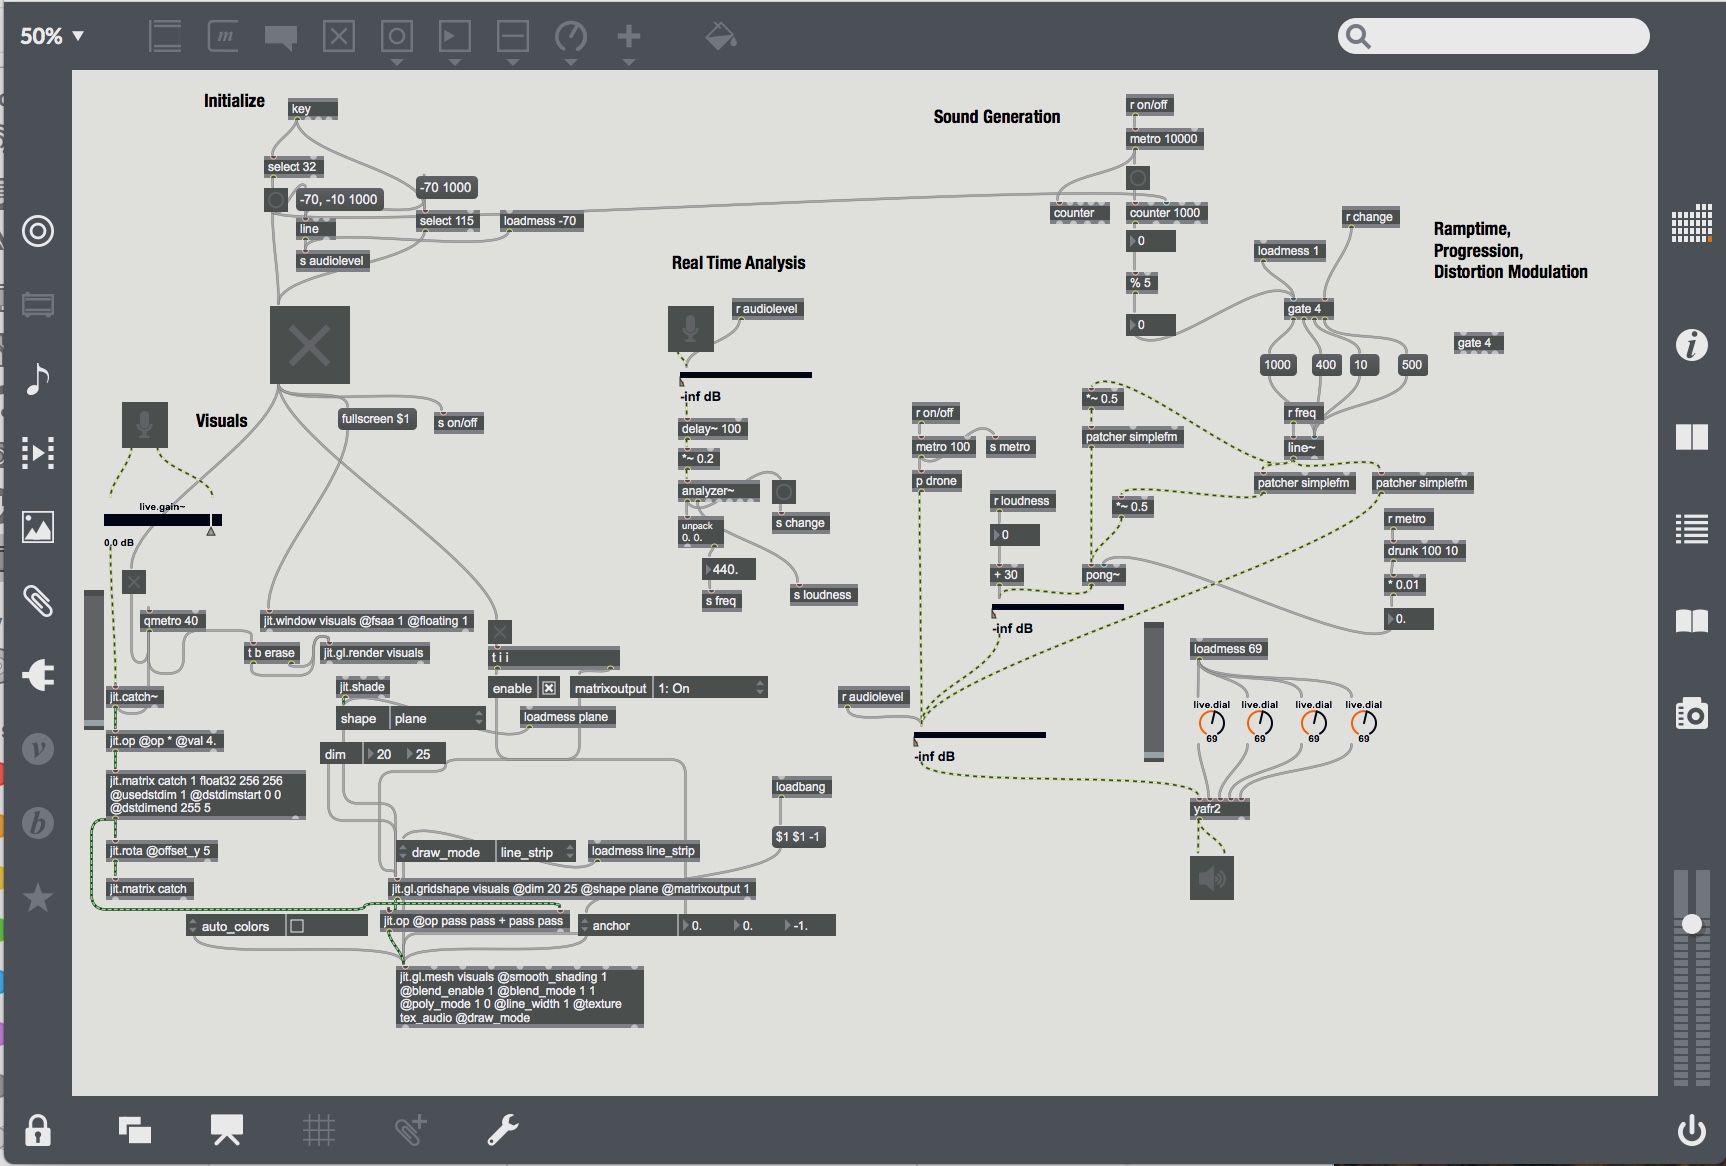 50%
Initialize
key
select 32
-70, -10 1000
-70 1000
line
select 115
loadmess -70
s audiolevel
Sound Generation
r on/off
metro 10000
counter
counter 1000
0
% 5
0
r change
loadmess 1
gate 4
1000
400
10
500
r freq
line~
gate 4
Ramptime,
Progression,
Distortion Modulation
Real Time Analysis
r audiolevel
-inf dB
delay~ 100
*~ 0.2
analyzer~
unpack
0. 0.
s change
440.
s freq
s loudness
Visuals
fullscreen $1
s on/off
live.gain~
0.0 dB
qmetro 40
jit.window visuals @fsaa 1 @floating 1
t b erase
jit.gl.render visuals
t i i
jit.catch~
jit.shade
enable
matrixoutput
1: On
shape
plane
loadmess plane
jit.op @op * @val 4.
dim
20
25
jit.matrix catch 1 float32 256 256
@usedstdim 1 @dstdimstart 0 0
@dstdimend 255 5
loadbang
$1 $1 -1
jit.rota @offset_y 5
draw_mode
line_strip
loadmess line_strip
jit.matrix catch
jit.gl.gridshape visuals @dim 20 25 @shape plane @matrixoutput 1
auto_colors
jit.op @op pass pass + pass pass
anchor
0.
0.
-1.
jit.gl.mesh visuals @smooth_shading 1
@blend_enable 1 @blend_mode 1 1
@poly_mode 1 0 @line_width 1 @texture
tex_audio @draw_mode
r on/off
metro 100
s metro
p drone
r loudness
0
+ 30
*~ 0.5
patcher simplefm
*~ 0.5
pong~
-inf dB
patcher simplefm
patcher simplefm
r metro
drunk 100 10
* 0.01
0.
r audiolevel
-inf dB
loadmess 69
live.dial
live.dial
live.dial
live.dial
69
69
69
69
yafr2